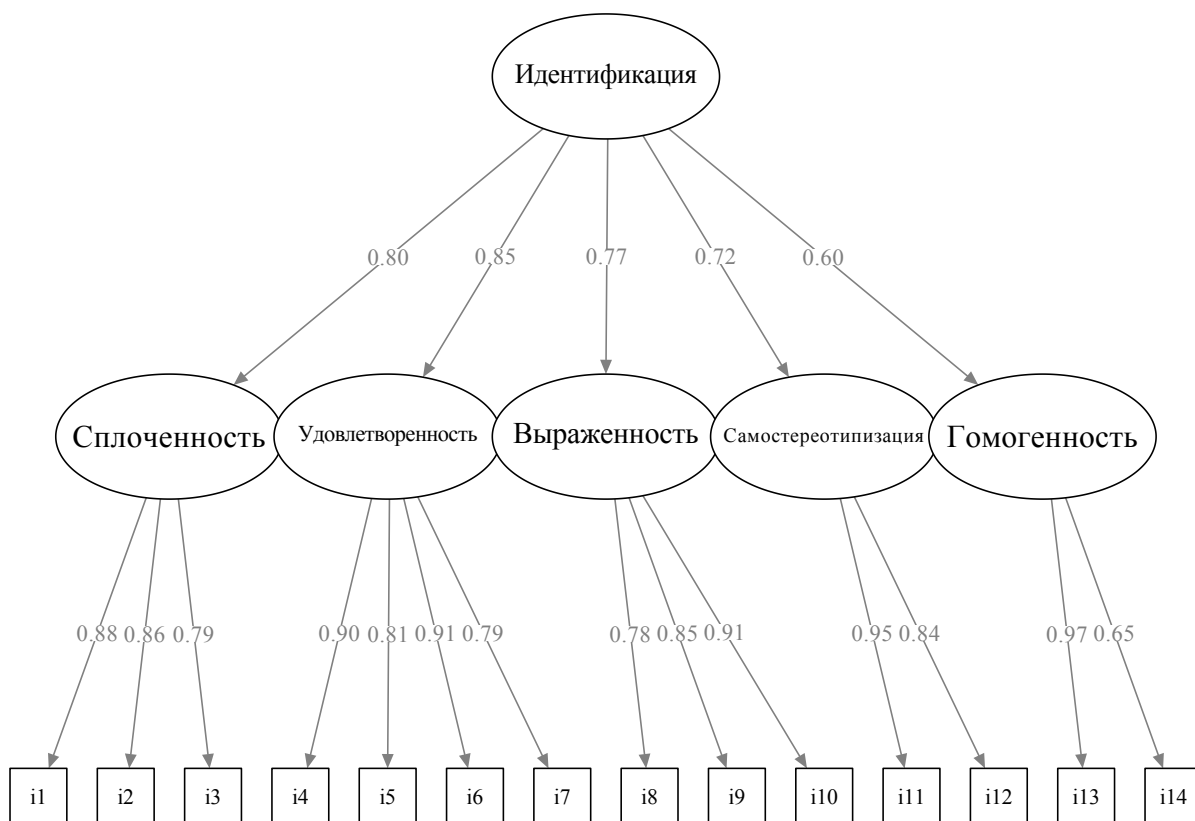 Идентификация
0.80 0.85 0.77 0.72 0.60
Сплоченность Удовлетворенность Выраженность Самостереотипизация Гомогенность
0.88 0.86 0.79 0.90 0.81 0.91 0.79 0.78 0.85 0.91 0.95 0.84 0.97 0.65
i1 i2 i3 i4 i5 i6 i7 i8 i9 i10 i11 i12 i13 i14